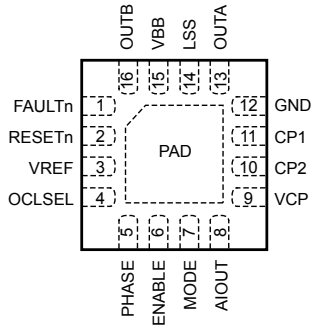 OUTB
VBB
LSS
OUTA
16
15
14
13
FAULTn 1
12 GND
RESETn 2
11 CP1
VREF 3
10 CP2
OCLSEL 4
9 VCP
PAD
5
6
7
8
PHASE
ENABLE
MODE
AIOUT